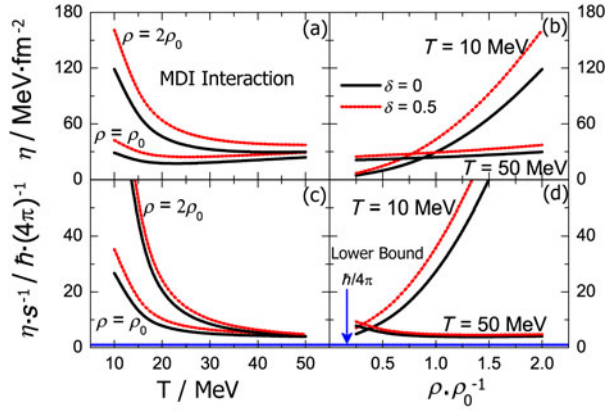 180
120
60
0
η / MeV·fm⁻²
(a)
ρ = 2ρ₀
MDI Interaction
ρ = ρ₀
(b)
T = 10 MeV
δ = 0
δ = 0.5
T = 50 MeV
180
120
60
0
40
20
0
η·s⁻¹ / ħ·(4π)⁻¹
(c)
ρ = 2ρ₀
ρ = ρ₀
(d)
T = 10 MeV
Lower Bound
ħ/4π
T = 50 MeV
40
20
0
10 20 30 40 50
0.5 1.0 1.5 2.0
T / MeV
ρ·ρ₀⁻¹